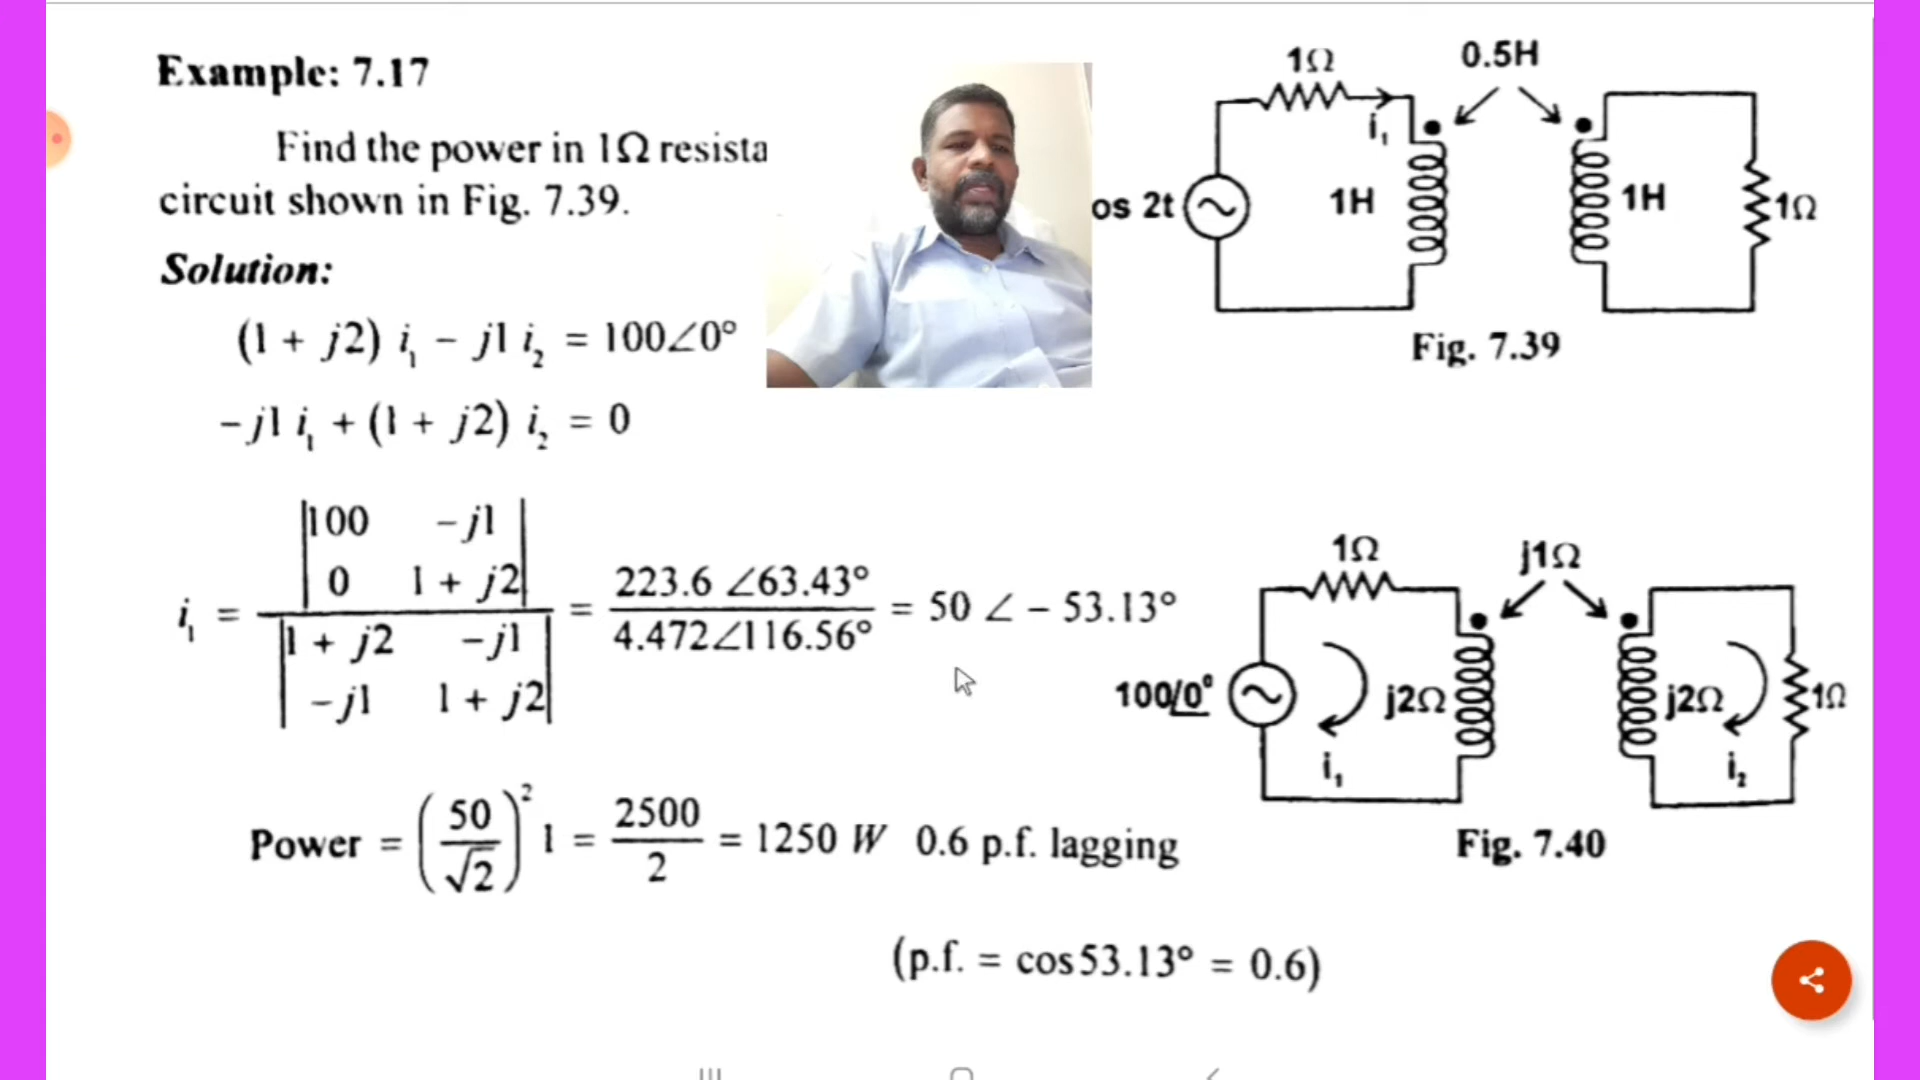 Example: 7.17
Find the power in 1Ω resista
circuit shown in Fig. 7.39.
Solution:
(1 + j2) i₁ − j1 i₂ = 100∠0°
−j1 i₁ + (1 + j2) i₂ = 0
i₁ = |100 −j1 0 1 + j2| / |1 + j2 −j1 −j1 1 + j2| = 223.6 ∠63.43° / 4.472∠116.56° = 50 ∠ − 53.13°
Power = (50/√2)² 1 = 2500/2 = 1250 W 0.6 p.f. lagging
(p.f. = cos53.13° = 0.6)
1Ω
0.5H
i₁
os 2t
1H
1H
1Ω
Fig. 7.39
1Ω
j1Ω
100/0°
j2Ω
j2Ω
1Ω
i₁
i₂
Fig. 7.40